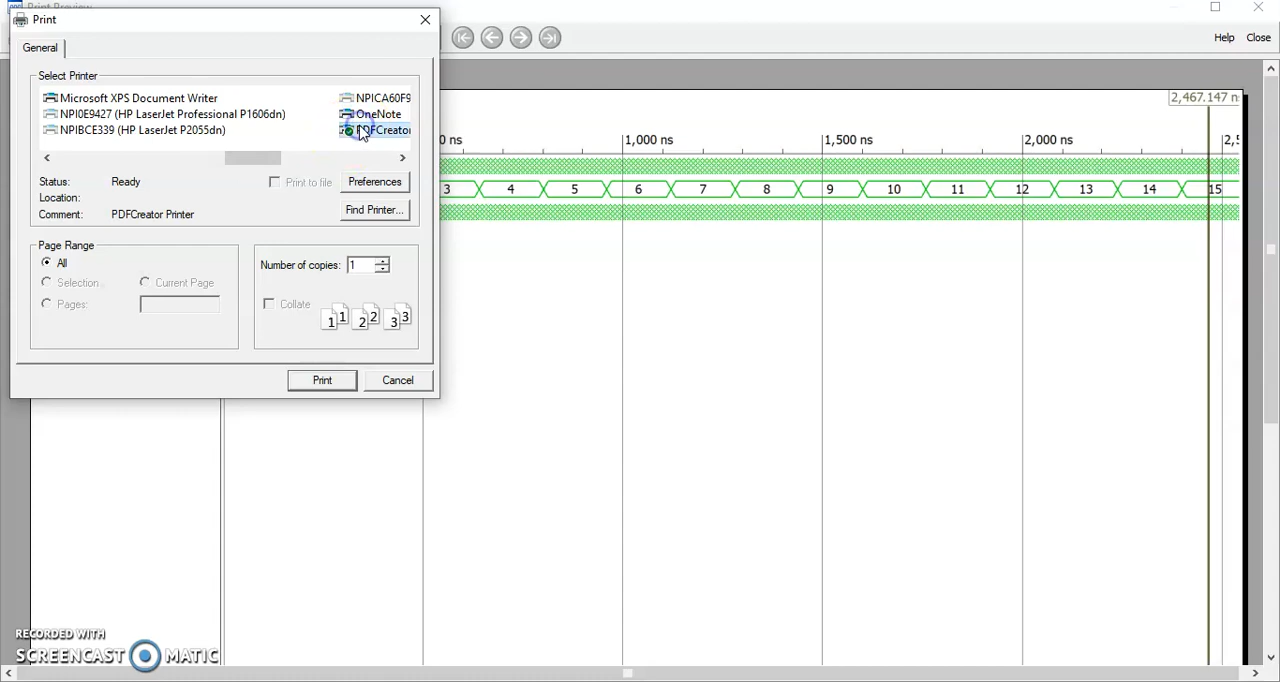 Print Preview
Print
General
Help Close
Select Printer
Microsoft XPS Document Writer
NPI0E9427 (HP LaserJet Professional P1606dn)
NPIBCE339 (HP LaserJet P2055dn)
NPICA60F9
OneNote
PDFCreator
Status: Ready
Location:
Comment: PDFCreator Printer
Print to file
Preferences
Find Printer...
Page Range
All
Selection
Current Page
Pages:
Number of copies: 1
Collate
1 1 2 2 3 3
Print
Cancel
2,467.147 n
0 ns 1,000 ns 1,500 ns 2,000 ns 2,5
3 4 5 6 7 8 9 10 11 12 13 14 15
RECORDED WITH
SCREENCAST MATIC